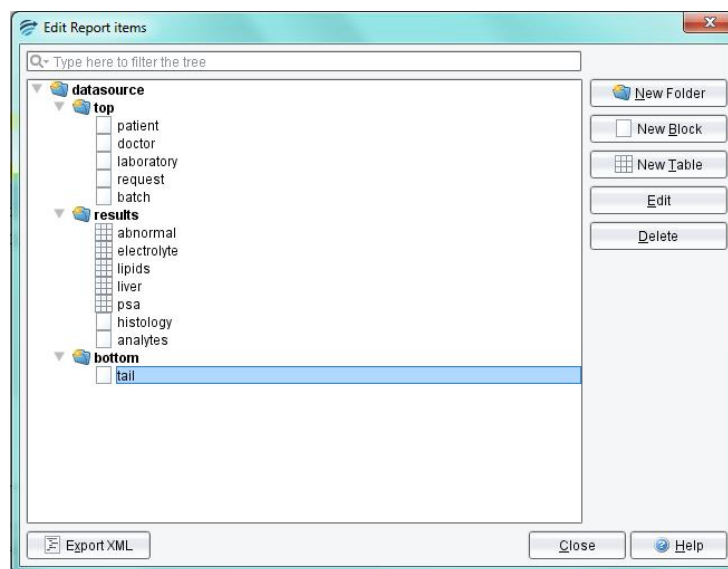 Edit Report items
Type here to filter the tree
datasource
top
patient
doctor
laboratory
request
batch
results
abnormal
electrolyte
lipids
liver
psa
histology
analytes
bottom
tail
New Folder
New Block
New Table
Edit
Delete
Export XML
Close
Help